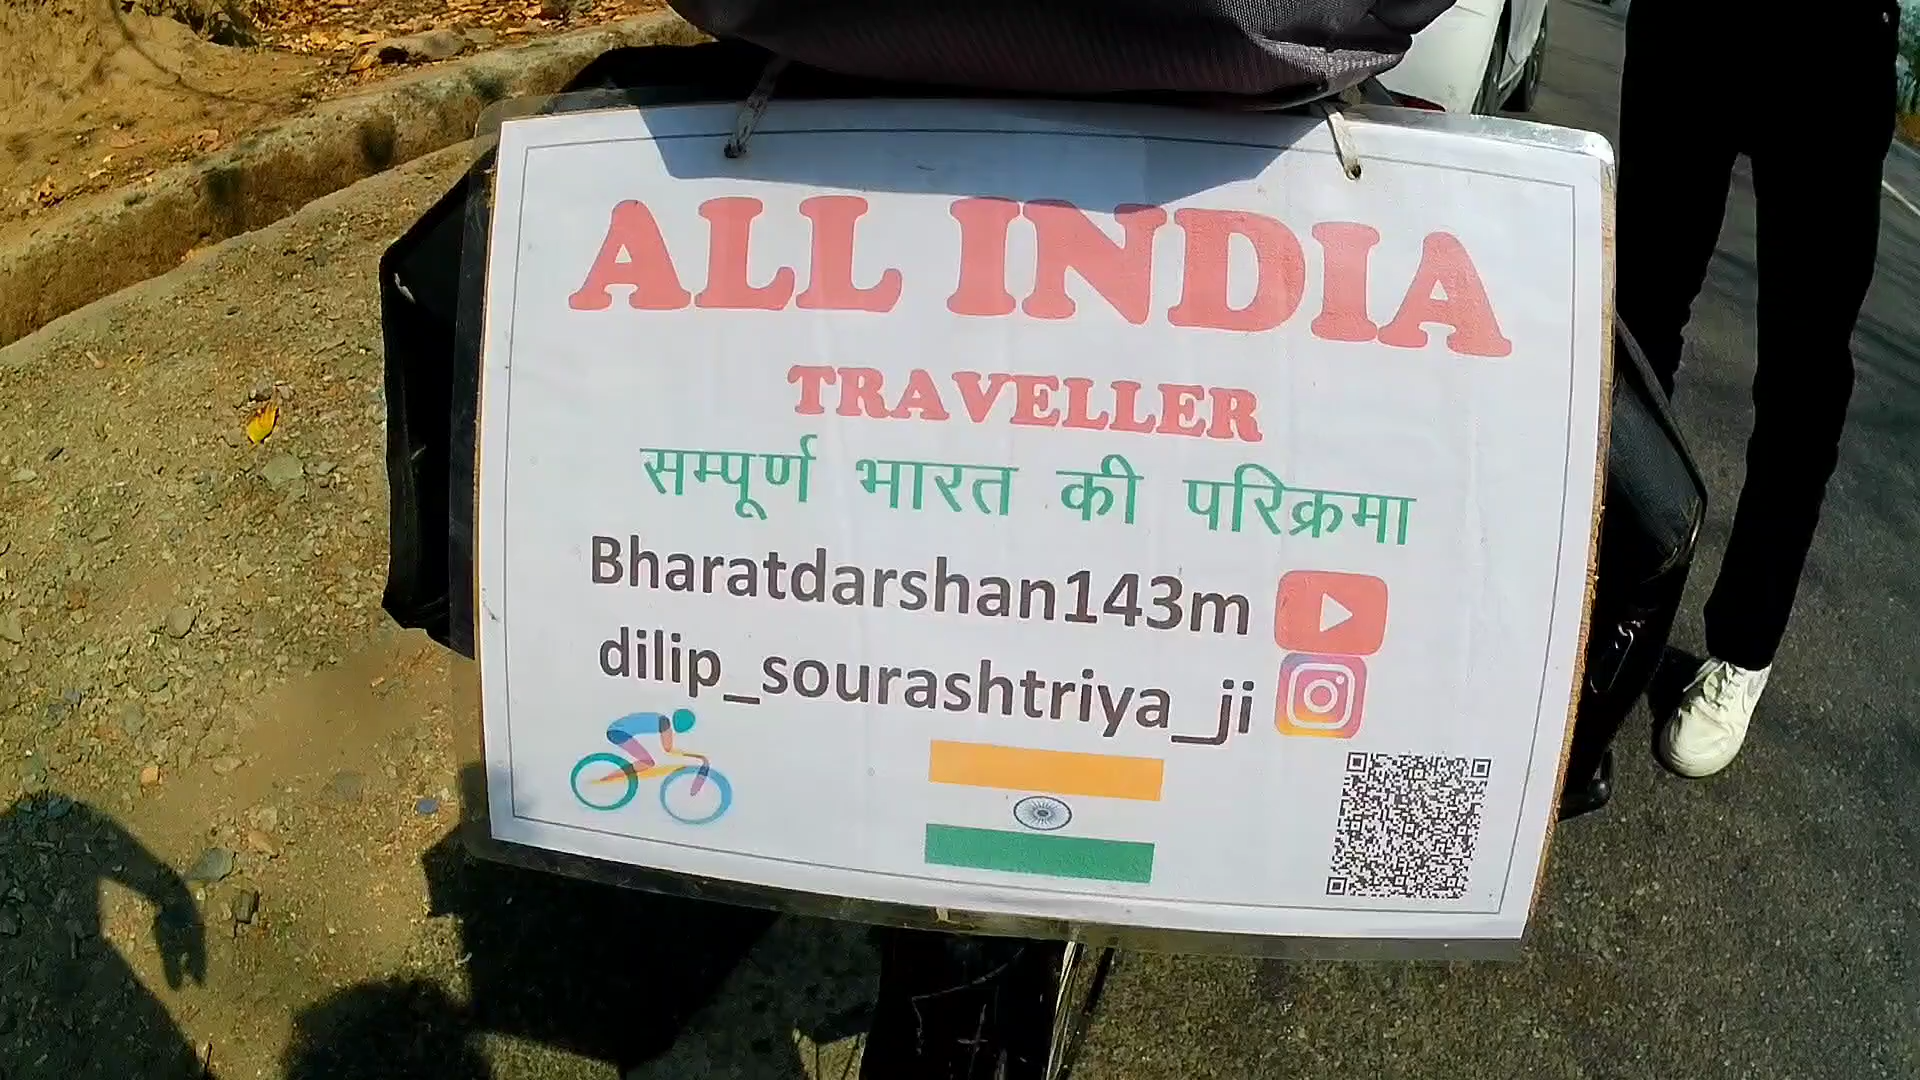 ALL INDIA
TRAVELLER
सम्पूर्ण भारत की परिक्रमा
Bharatdarshan143m
dilip_sourashtriya_ji